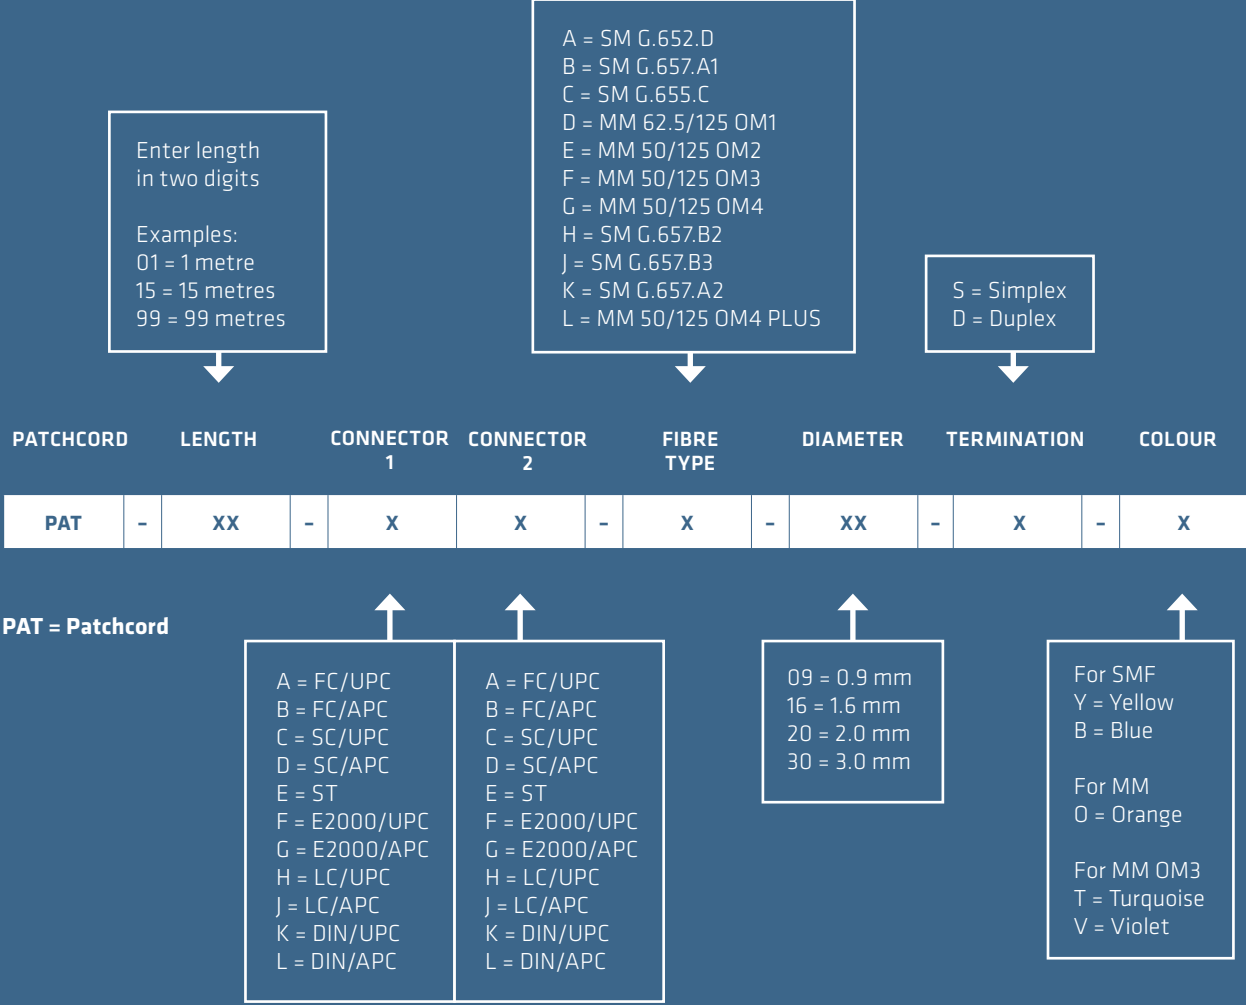 Enter length
in two digits
Examples:
01 = 1 metre
15 = 15 metres
99 = 99 metres
A = SM G.652.D
B = SM G.657.A1
C = SM G.655.C
D = MM 62.5/125 OM1
E = MM 50/125 OM2
F = MM 50/125 OM3
G = MM 50/125 OM4
H = SM G.657.B2
J = SM G.657.B3
K = SM G.657.A2
L = MM 50/125 OM4 PLUS
S = Simplex
D = Duplex
PATCHCORD LENGTH CONNECTOR 1 CONNECTOR 2 FIBRE TYPE DIAMETER TERMINATION COLOUR
PAT - XX - X X - X - XX - X - X
PAT = Patchcord
A = FC/UPC
B = FC/APC
C = SC/UPC
D = SC/APC
E = ST
F = E2000/UPC
G = E2000/APC
H = LC/UPC
J = LC/APC
K = DIN/UPC
L = DIN/APC
A = FC/UPC
B = FC/APC
C = SC/UPC
D = SC/APC
E = ST
F = E2000/UPC
G = E2000/APC
H = LC/UPC
J = LC/APC
K = DIN/UPC
L = DIN/APC
09 = 0.9 mm
16 = 1.6 mm
20 = 2.0 mm
30 = 3.0 mm
For SMF
Y = Yellow
B = Blue
For MM
O = Orange
For MM OM3
T = Turquoise
V = Violet